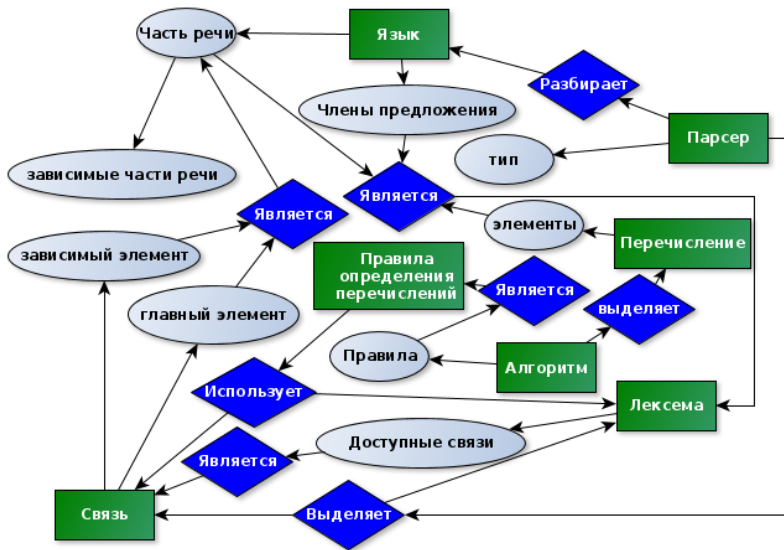 Часть речи
Язык
Разбирает
Члены предложения
Парсер
тип
зависимые части речи
Является
Является
элементы
Перечисление
зависимый элемент
Правила
определения
перечислений
Является
выделяет
главный элемент
Правила
Алгоритм
Использует
Лексема
Доступные связи
Является
Связь
Выделяет